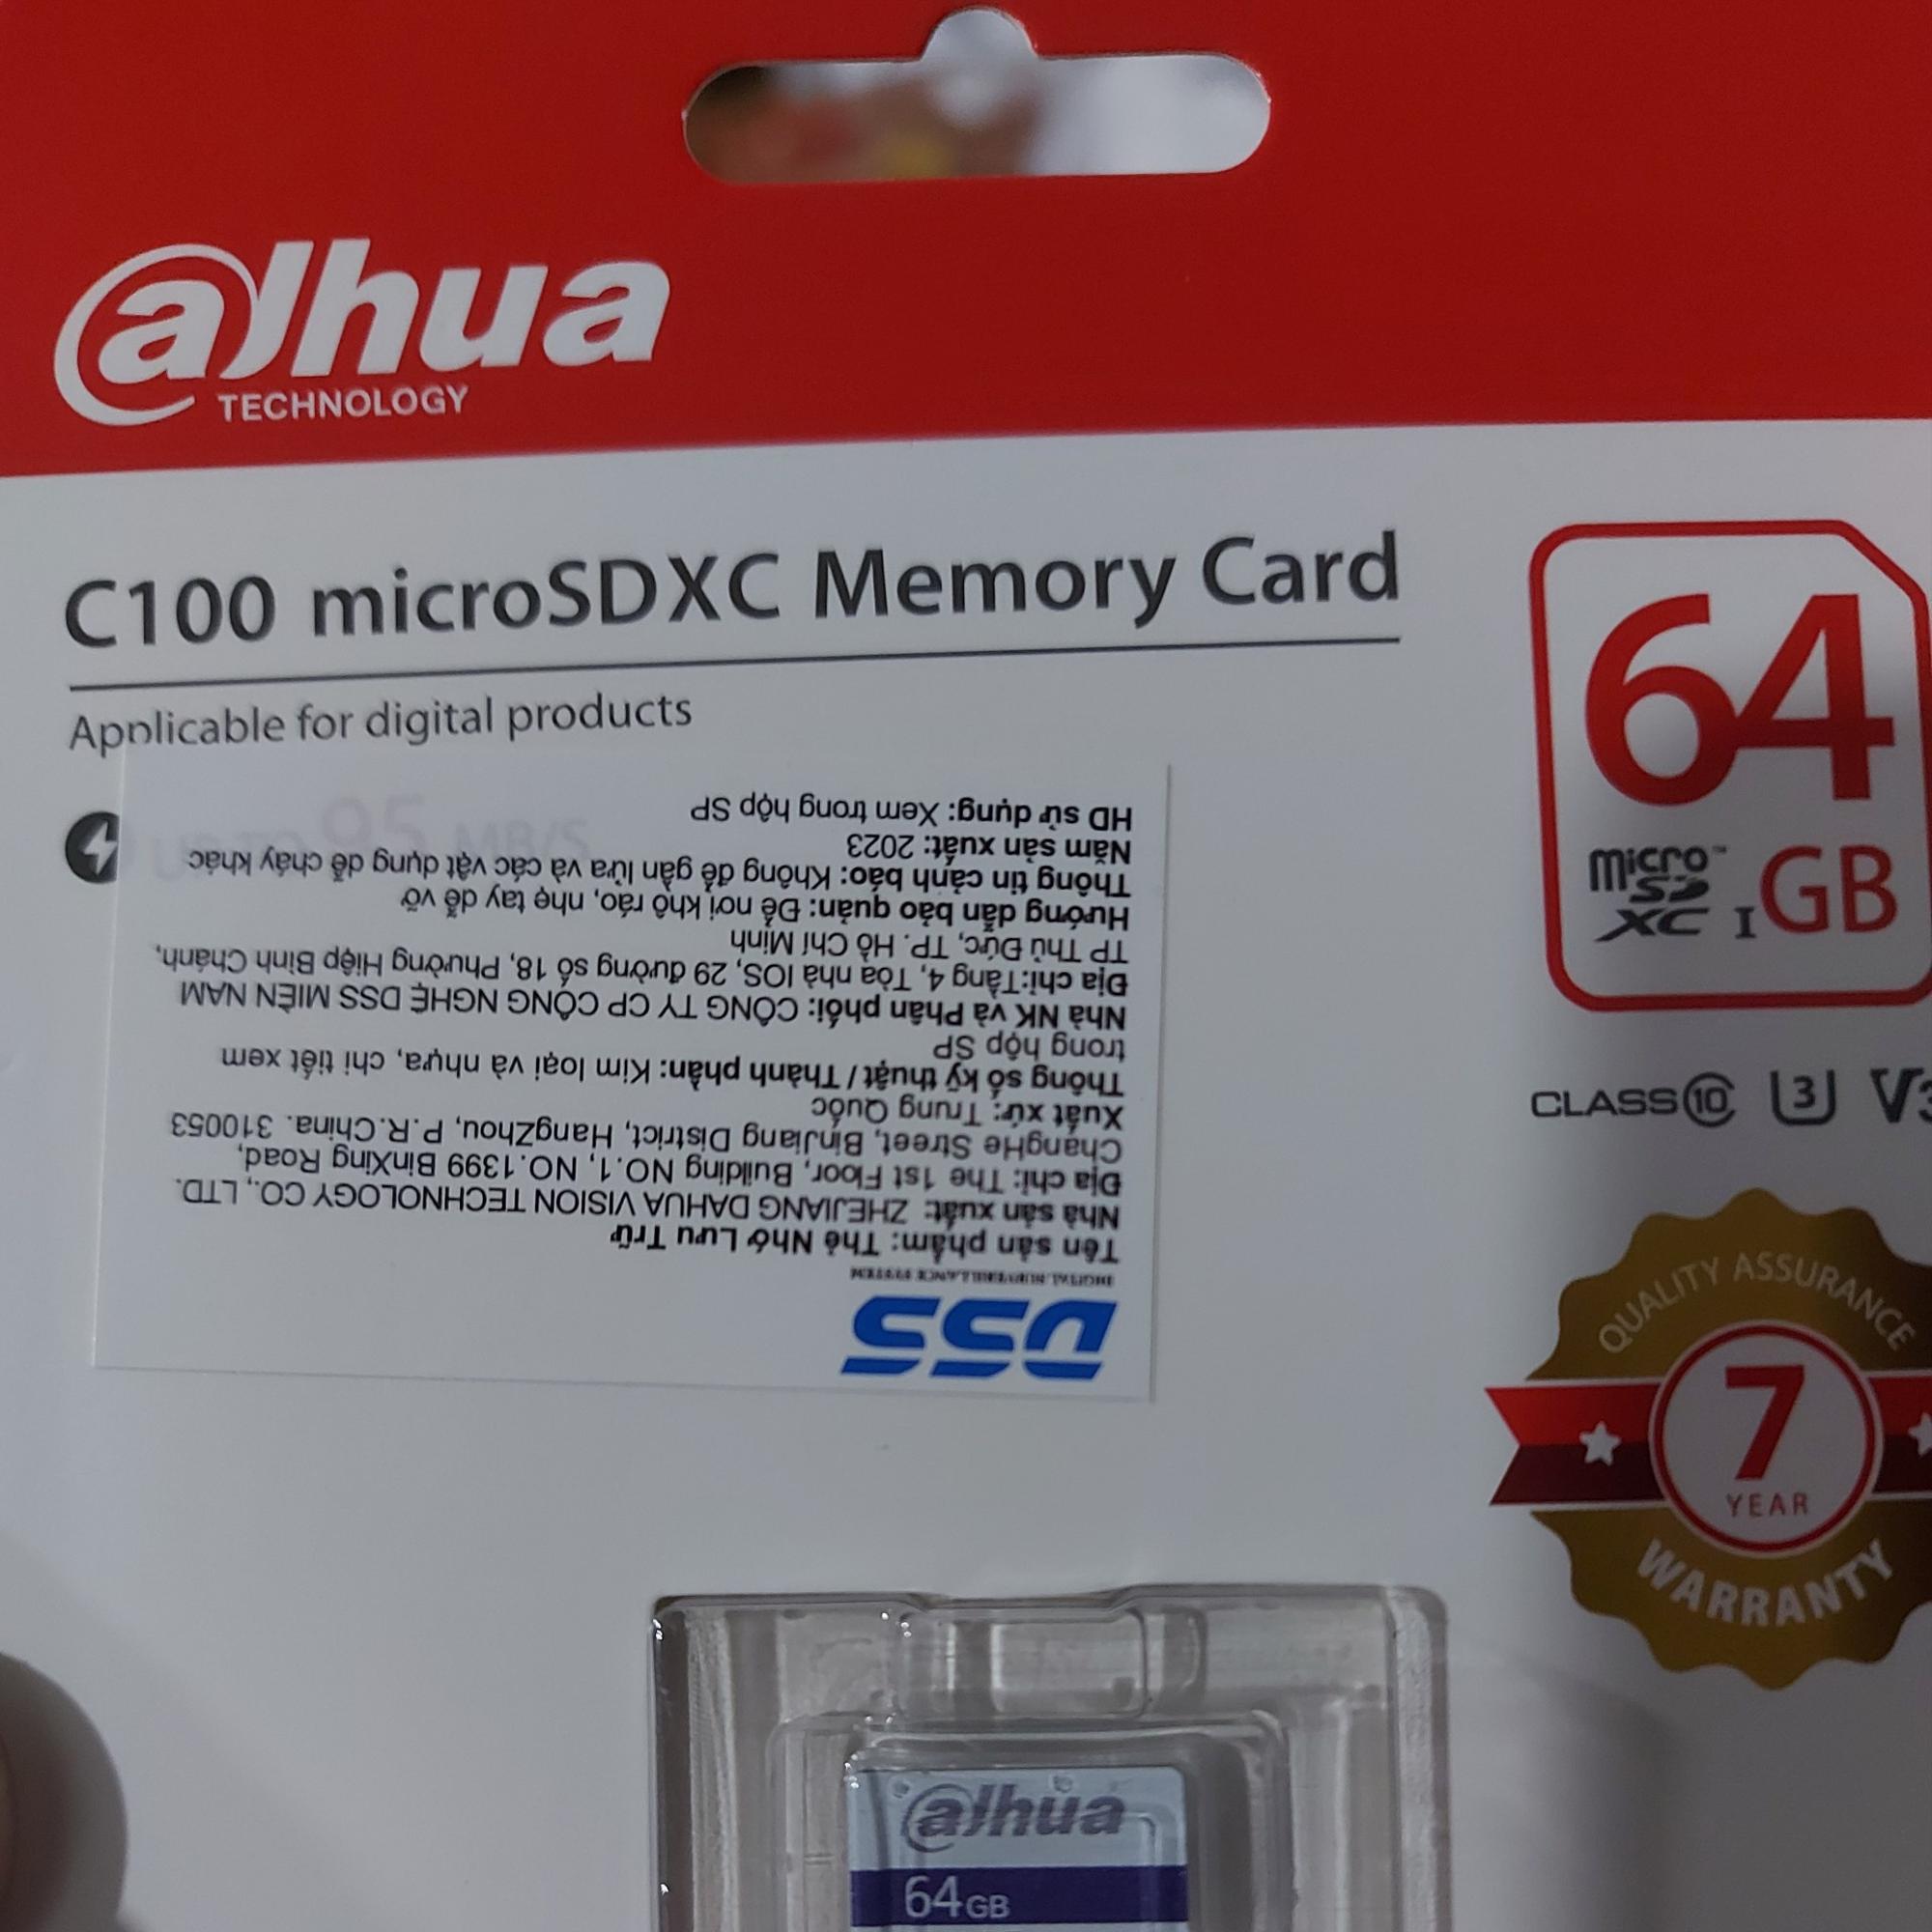 alhua
TECHNOLOGY
C100 microSDXC Memory Card
Applicable for digital products
UP TO 95 MB/S
64
GB
micro
SD
XC I
CLASS 10 U3
QUALITY ASSURANCE
7
YEAR
WARRANTY
DSS
DIGITAL SURVEILLANCE SYSTEM
Tên sản phẩm: Thẻ Nhớ Lưu Trữ
Nhà sản xuất: ZHEJIANG DAHUA VISION TECHNOLOGY CO., LTD.
Địa chỉ: The 1st Floor, Building NO.1, NO.1399 BinXing Road,
ChangHe Street, BinJiang District, HangZhou, P.R.China. 310053
Xuất xứ: Trung Quốc
Thông số kỹ thuật / Thành phần: Kim loại và nhựa, chi tiết xem
trong hộp SP
Nhà NK và Phân phối: CÔNG TY CP CÔNG NGHỆ DSS MIỀN NAM
Địa chỉ:Tầng 4, Tòa nhà IOS, 29 đường số 18, Phường Hiệp Bình Chánh,
TP Thủ Đức, TP. Hồ Chí Minh
Hướng dẫn bảo quản: Để nơi khô ráo, nhẹ tay dễ vỡ
Thông tin cảnh báo: Không để gần lửa và các vật dụng dễ cháy khác
Năm sản xuất: 2023
HD sử dụng: Xem trong hộp SP
alhua
64GB